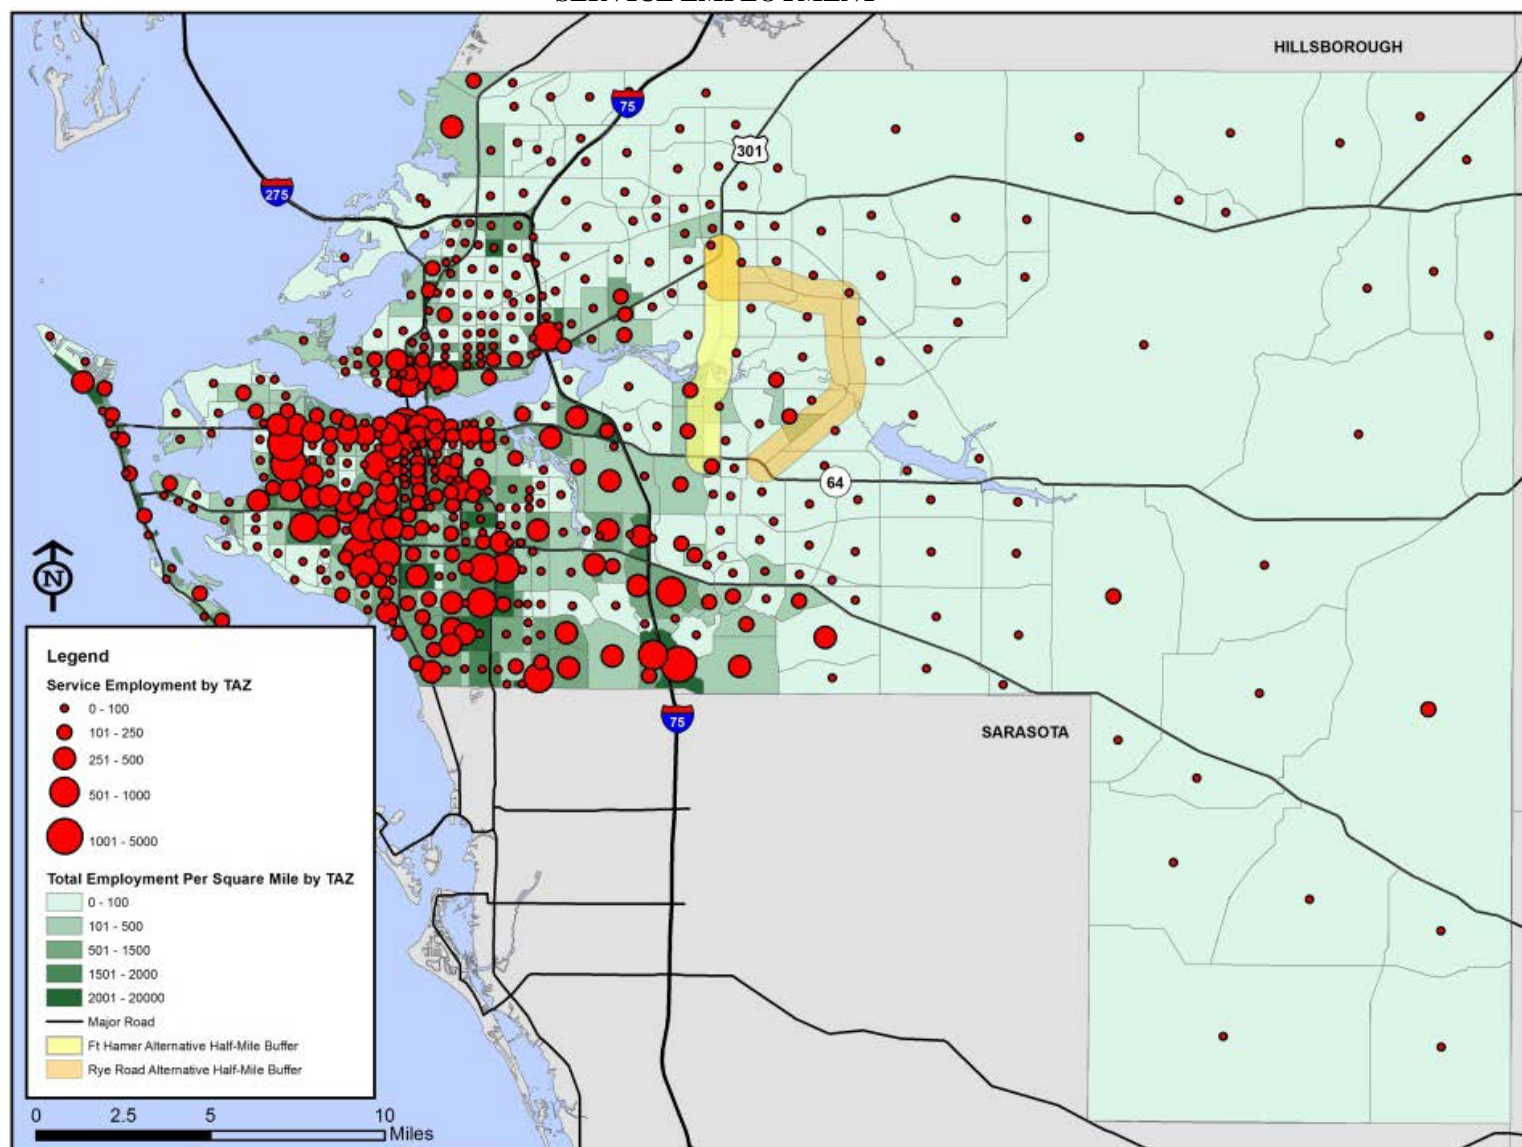 SERVICE EMPLOYMENT
HILLSBOROUGH
75
301
275
64
N
SARASOTA
75
Legend
Service Employment by TAZ
0 - 100
101 - 250
251 - 500
501 - 1000
1001 - 5000
Total Employment Per Square Mile by TAZ
0 - 100
101 - 500
501 - 1500
1501 - 2000
2001 - 20000
Major Road
Ft Hamer Alternative Half-Mile Buffer
Rye Road Alternative Half-Mile Buffer
0 2.5 5 10
Miles